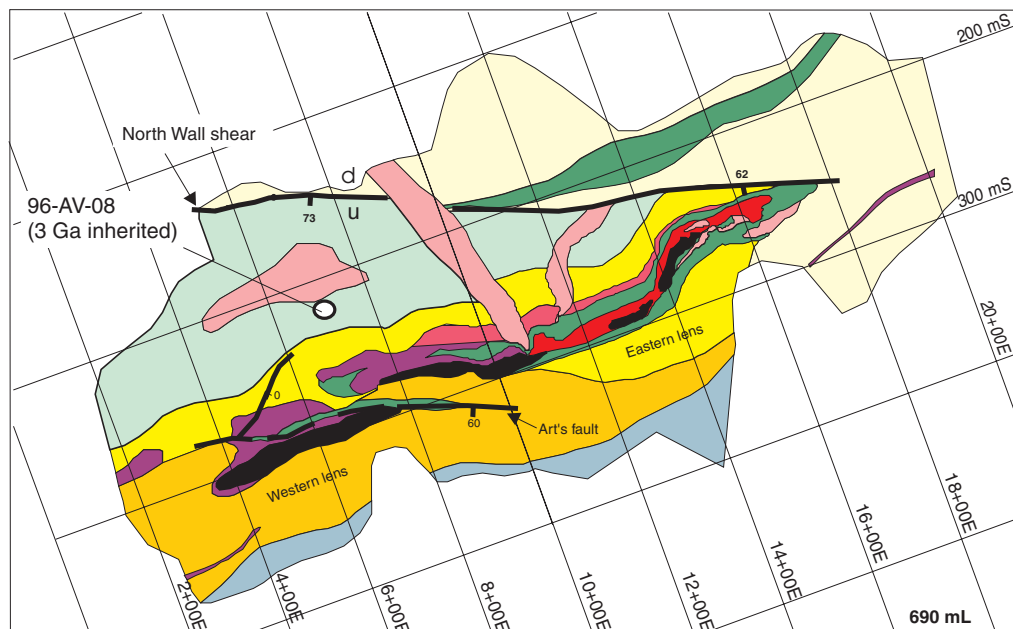 200 mS
North Wall shear
d
62
96-AV-08
(3 Ga inherited)
73
u
300 mS
20+00E
Eastern lens
0
60
Art's fault
Western lens
2+00E
4+00E
6+00E
8+00E
10+00E
12+00E
14+00E
16+00E
18+00E
690 mL